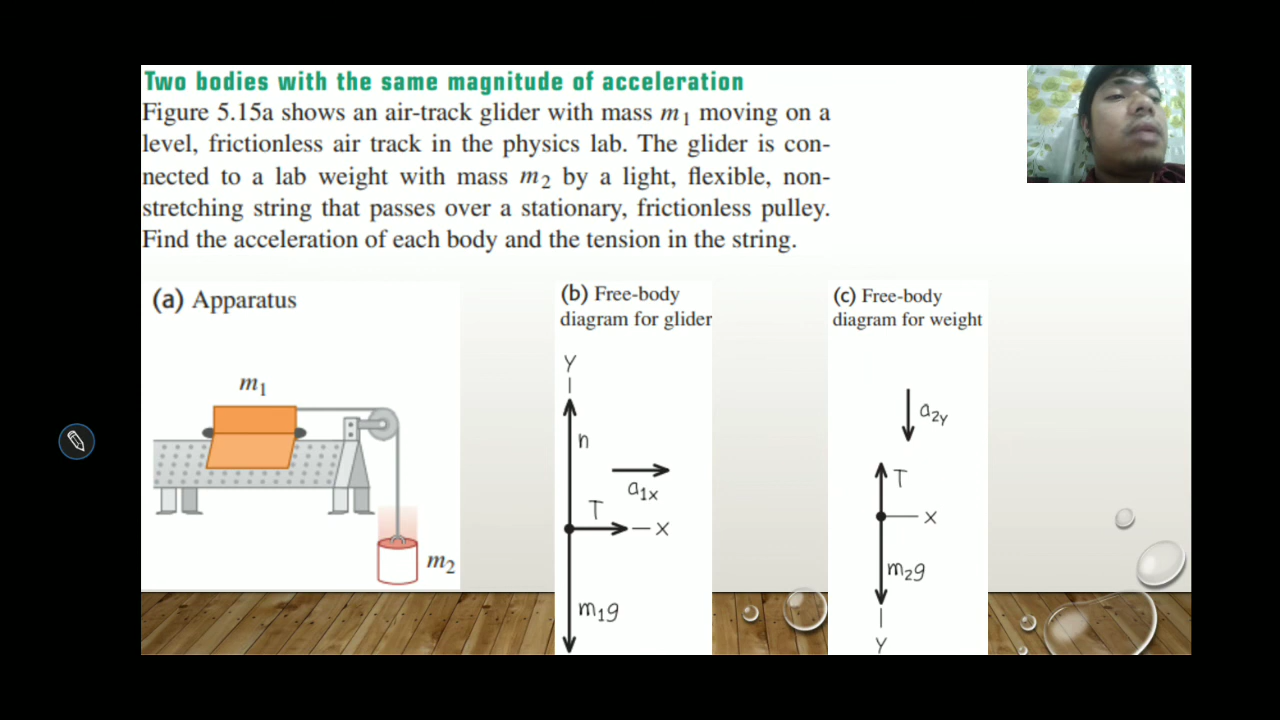 Two bodies with the same magnitude of acceleration
Figure 5.15a shows an air-track glider with mass m₁ moving on a
level, frictionless air track in the physics lab. The glider is con-
nected to a lab weight with mass m₂ by a light, flexible, non-
stretching string that passes over a stationary, frictionless pulley.
Find the acceleration of each body and the tension in the string.
(a) Apparatus
m₁
m₂
(b) Free-body
diagram for glider
Y
n
a₁ₓ
T
X
m₁g
(c) Free-body
diagram for weight
a₂y
T
X
m₂g
Y